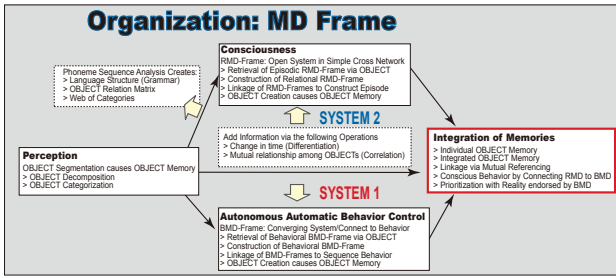 Organization: MD Frame
Consciousness
RMD-Frame: Open System in Simple Cross Network
> Retrieval of Episodic RMD-Frame via OBJECT
> Construction of Relational RMD-Frame
> Linkage of RMD-Frames to Construct Episode
> OBJECT Creation causes OBJECT Memory
Phoneme Sequence Analysis Creates:
> Language Structure (Grammar)
> OBJECT Relation Matrix
> Web of Categories
SYSTEM 2
Add Information via the following Operations
> Change in time (Differentiation)
> Mutual relationship among OBJECTs (Correlation)
Perception
OBJECT Segmentation causes OBJECT Memory
> OBJECT Decomposition
> OBJECT Categorization
Integration of Memories
> Individual OBJECT Memory
> Integrated OBJECT Memory
> Linkage via Mutual Referencing
> Conscious Behavior by Connecting RMD to BMD
> Prioritization with Reality endorsed by BMD
SYSTEM 1
Autonomous Automatic Behavior Control
BMD-Frame: Converging System/Connect to Behavior
> Retrieval of Behavioral BMD-Frame via OBJECT
> Construction of Behavioral BMD-Frame
> Linkage of BMD-Frames to Sequence Behavior
> OBJECT Creation causes OBJECT Memory